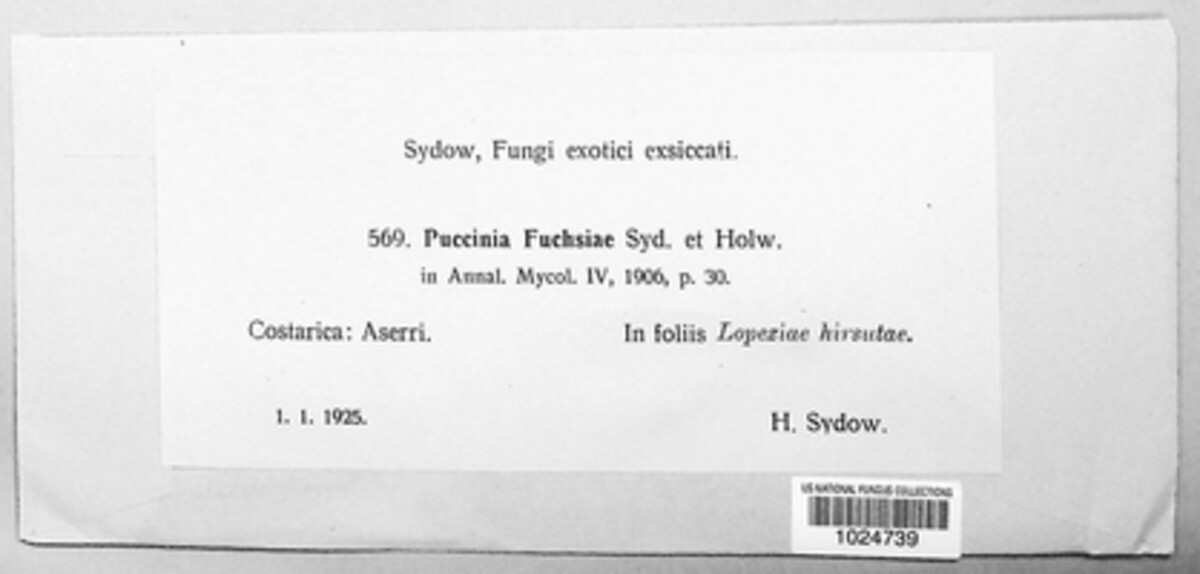 Sydow, Fungi exotici exsiccati.
569. Puccinia Fuchsiae Syd. et Holw.
in Annal. Mycol. IV, 1906, p. 30.
Costarica: Aserri. In foliis Lopeziae hirsutae.
1. 1. 1925. H. Sydow.
US NATIONAL FUNGUS COLLECTIONS
1024739